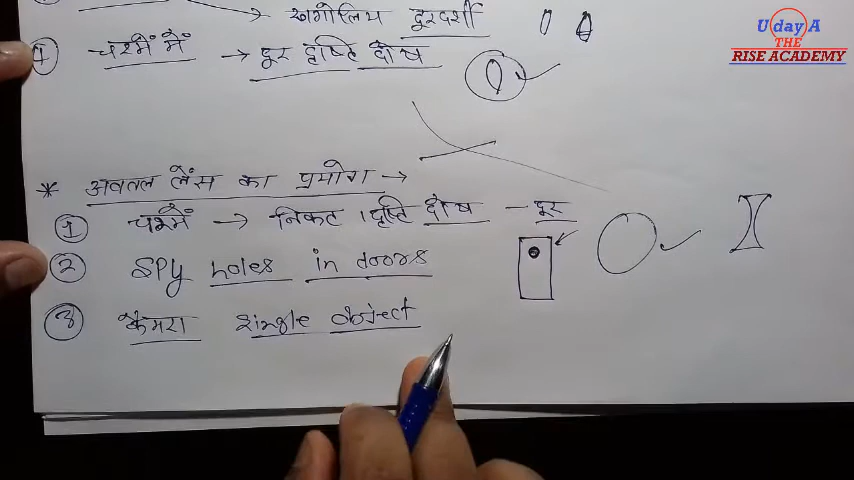 खगोलिय दूरदर्शी
4 चश्में में → दूर दृष्टि दोष
* अवतल लेंस का प्रयोग →
1 चश्में → निकट दृष्टि दोष - दूर
2 SPy holes in doors
3 कैमरा single object
UdayA
THE
RISE ACADEMY